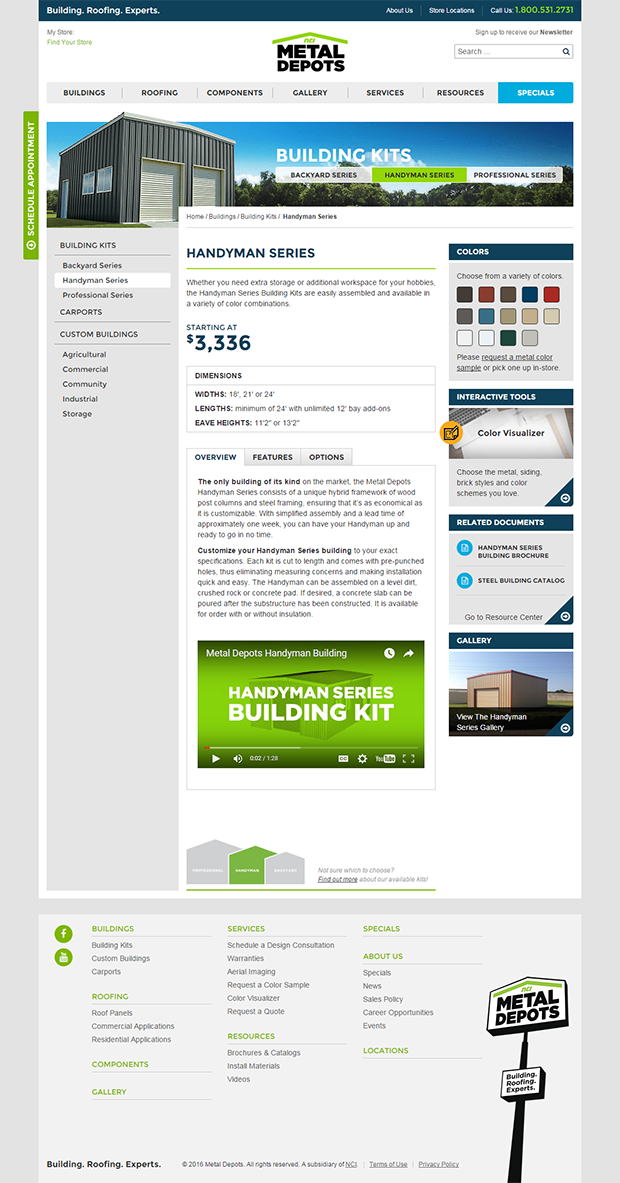 Building. Roofing. Experts.
About Us
Store Locations
Call Us: 1.800.531.2731
My Store:
Find Your Store
NCI
METAL
DEPOTS
Sign up to receive our Newsletter
Search ...
BUILDINGS
ROOFING
COMPONENTS
GALLERY
SERVICES
RESOURCES
SPECIALS
SCHEDULE APPOINTMENT
BUILDING KITS
BACKYARD SERIES
HANDYMAN SERIES
PROFESSIONAL SERIES
Home / Buildings / Building Kits / Handyman Series
BUILDING KITS
Backyard Series
Handyman Series
Professional Series
CARPORTS
CUSTOM BUILDINGS
Agricultural
Commercial
Community
Industrial
Storage
HANDYMAN SERIES
Whether you need extra storage or additional workspace for your hobbies,
the Handyman Series Building Kits are easily assembled and available in
a variety of color combinations.
STARTING AT
$3,336
DIMENSIONS
WIDTHS: 18', 21' or 24'
LENGTHS: minimum of 24' with unlimited 12' bay add-ons
EAVE HEIGHTS: 11'2" or 13'2"
OVERVIEW
FEATURES
OPTIONS
The only building of its kind on the market, the Metal Depots
Handyman Series consists of a unique hybrid framework of wood
post columns and steel framing, ensuring that it's as economical as
it is customizable. With simplified assembly and a lead time of
approximately one week, you can have your Handyman up and
ready to go in no time.
Customize your Handyman Series building to your exact
specifications. Each kit is cut to length and comes with pre-punched
holes, thus eliminating measuring concerns and making installation
quick and easy. The Handyman can be assembled on a level dirt,
crushed rock or concrete pad. If desired, a concrete slab can be
poured after the substructure has been constructed. It is available
for order with or without insulation.
Metal Depots Handyman Building
HANDYMAN SERIES
BUILDING KIT
0:02 / 1:28
CC
YouTube
PROFESSIONAL
HANDYMAN
BACKYARD
Not sure which to choose?
Find out more about our available kits!
COLORS
Choose from a variety of colors.
Please request a metal color
sample or pick one up in-store.
INTERACTIVE TOOLS
Color Visualizer
Choose the metal, siding,
brick styles and color
schemes you love.
RELATED DOCUMENTS
HANDYMAN SERIES
BUILDING BROCHURE
STEEL BUILDING CATALOG
Go to Resource Center
GALLERY
View The Handyman
Series Gallery
f
You
BUILDINGS
Building Kits
Custom Buildings
Carports
ROOFING
Roof Panels
Commercial Applications
Residential Applications
COMPONENTS
GALLERY
SERVICES
Schedule a Design Consultation
Warranties
Aerial Imaging
Request a Color Sample
Color Visualizer
Request a Quote
RESOURCES
Brochures & Catalogs
Install Materials
Videos
SPECIALS
ABOUT US
Specials
News
Sales Policy
Career Opportunities
Events
LOCATIONS
NCI
METAL
DEPOTS
Building.
Roofing.
Experts.
Building. Roofing. Experts.
© 2016 Metal Depots. All rights reserved. A subsidiary of NCI.
Terms of Use
Privacy Policy